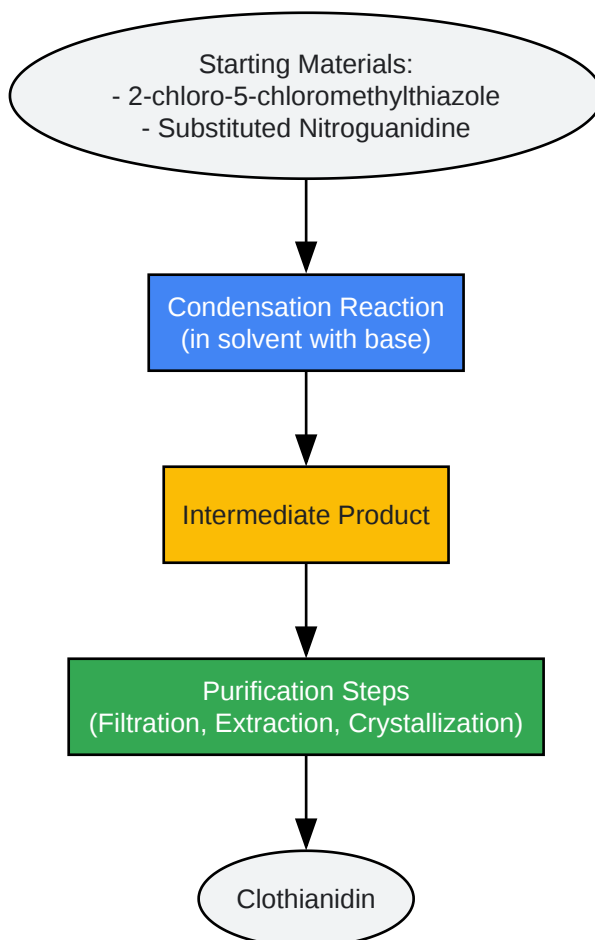 Starting Materials:
- 2-chloro-5-chloromethylthiazole
- Substituted Nitroguanidine
Condensation Reaction
(in solvent with base)
Intermediate Product
Purification Steps
(Filtration, Extraction, Crystallization)
Clothianidin